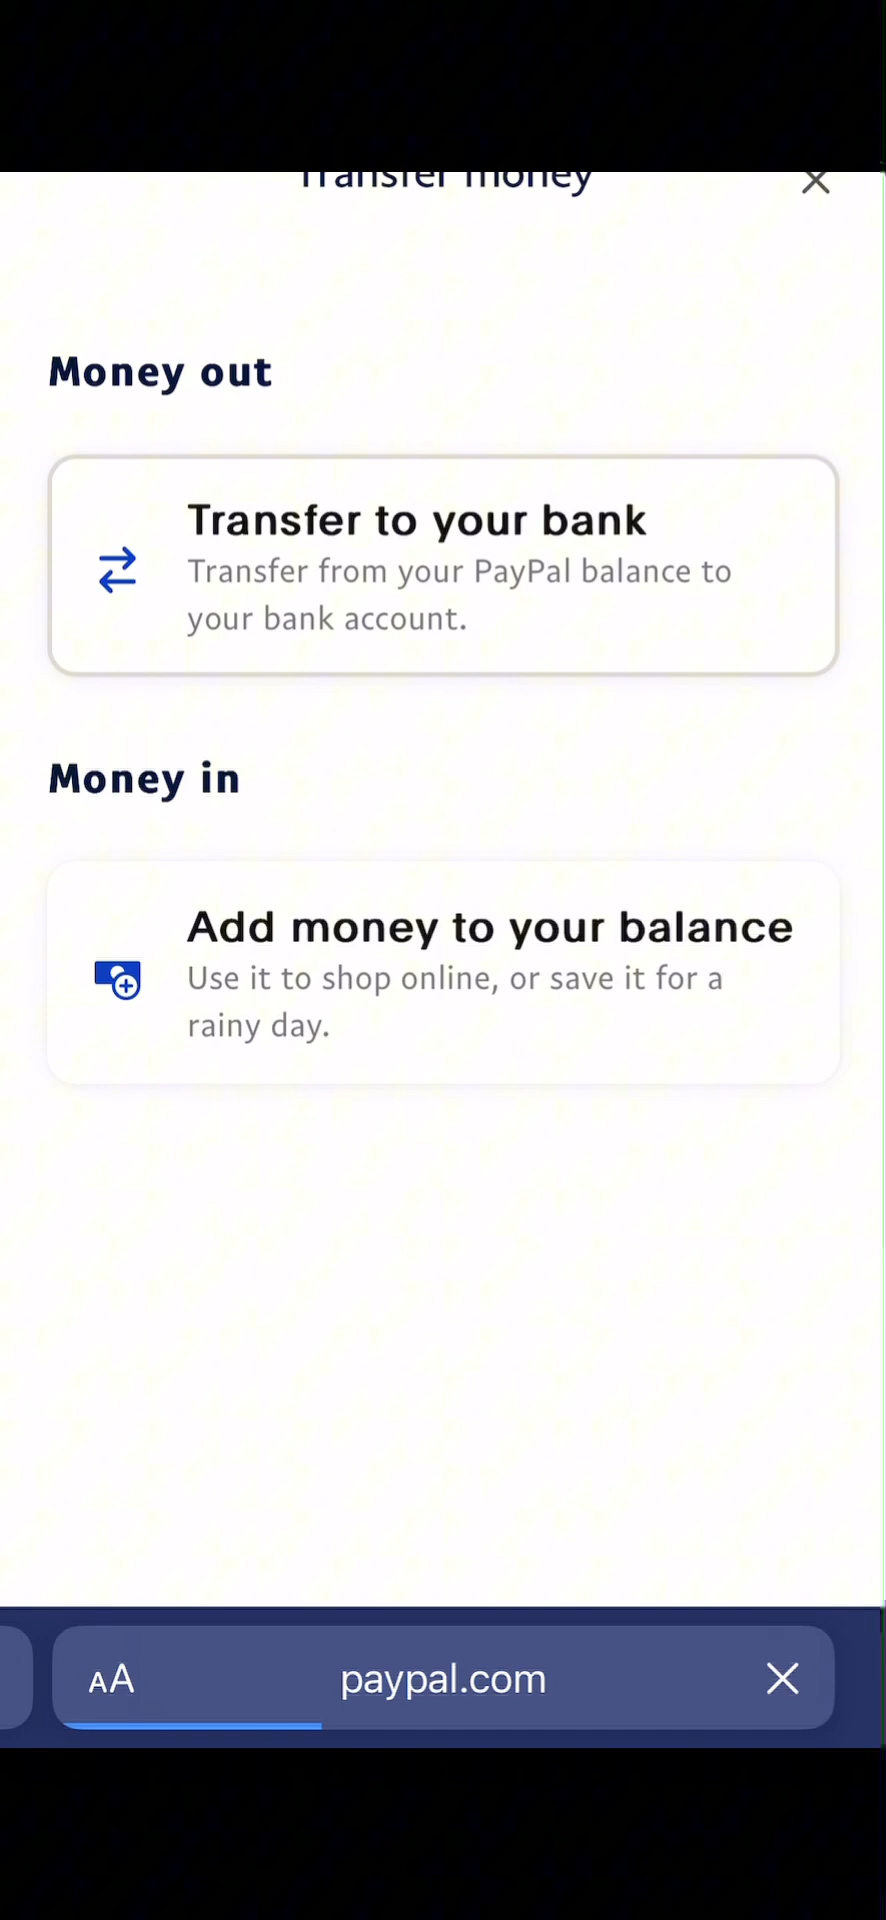 Transfer money
Money out
Transfer to your bank
Transfer from your PayPal balance to
your bank account.
Money in
Add money to your balance
Use it to shop online, or save it for a
rainy day.
AA paypal.com